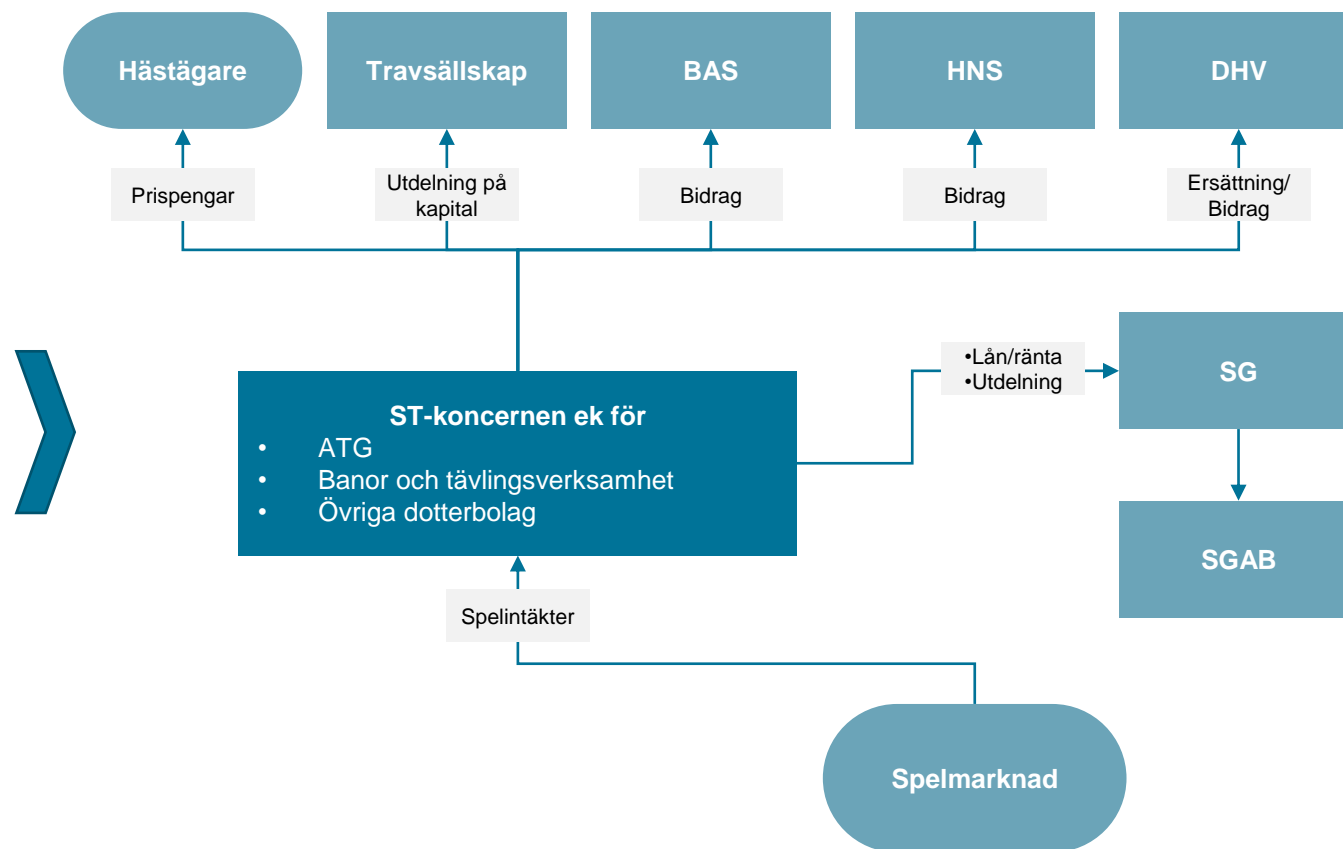 Hästägare
Travsällskap
BAS
HNS
DHV
Prispengar
Utdelning på
kapital
Bidrag
Bidrag
Ersättning/
Bidrag
•Lån/ränta
•Utdelning
SG
ST-koncernen ek för
• ATG
• Banor och tävlingsverksamhet
• Övriga dotterbolag
SGAB
Spelintäkter
Spelmarknad